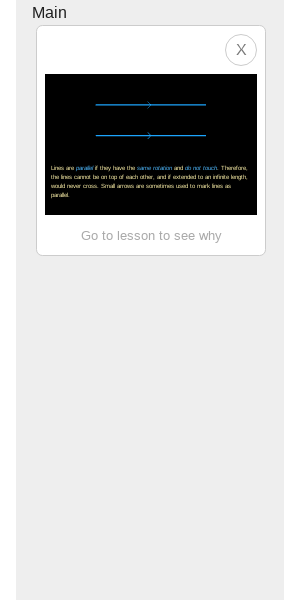 Main
X
Lines are parallel if they have the same rotation and do not touch. Therefore,
the lines cannot be on top of each other, and if extended to an infinite length,
would never cross. Small arrows are sometimes used to mark lines as
parallel.
Go to lesson to see why